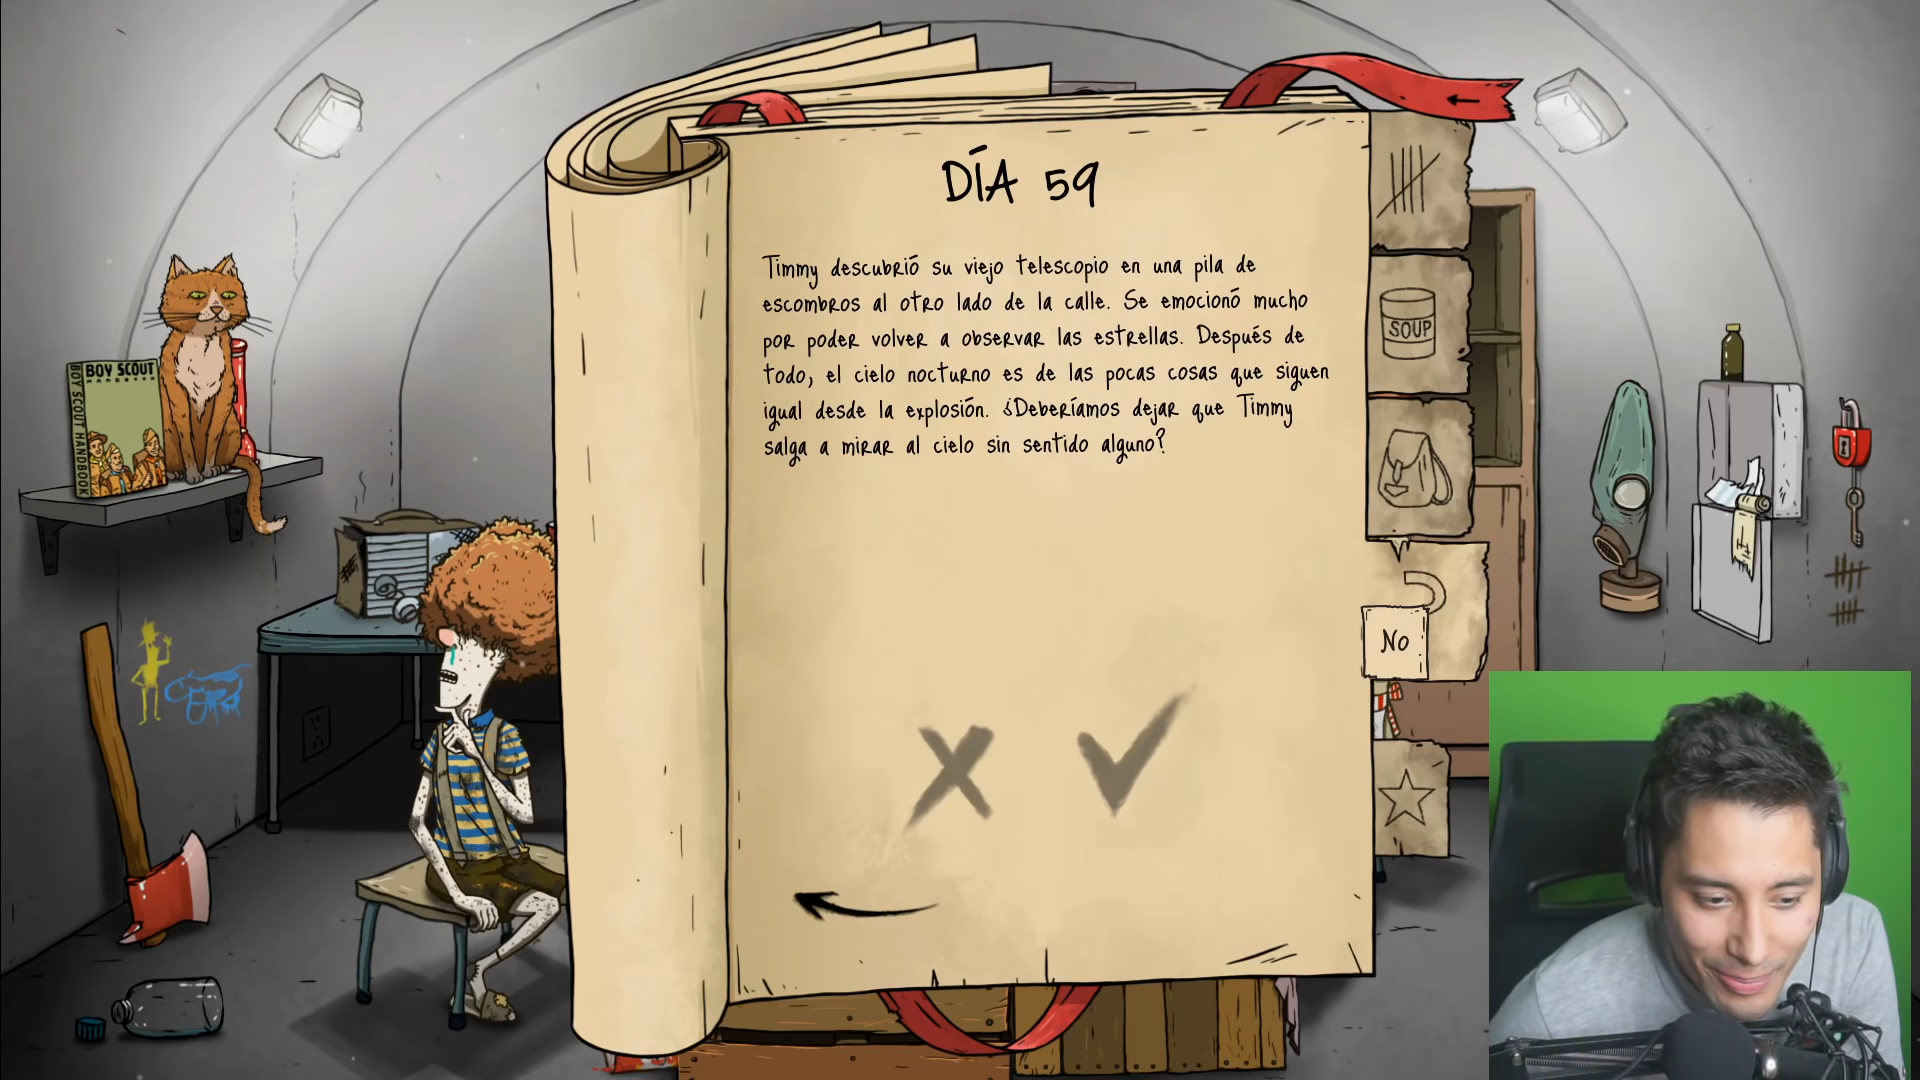 DÍA 59
Timmy descubrió su viejo telescopio en una pila de
escombros al otro lado de la calle. Se emocionó mucho
por poder volver a observar las estrellas. Después de
todo, el cielo nocturno es de las pocas cosas que siguen
igual desde la explosión. ¿Deberíamos dejar que Timmy
salga a mirar al cielo sin sentido alguno?
SOUP
No
BOY SCOUT
HANDBOOK
BOY SCOUT HANDBOOK